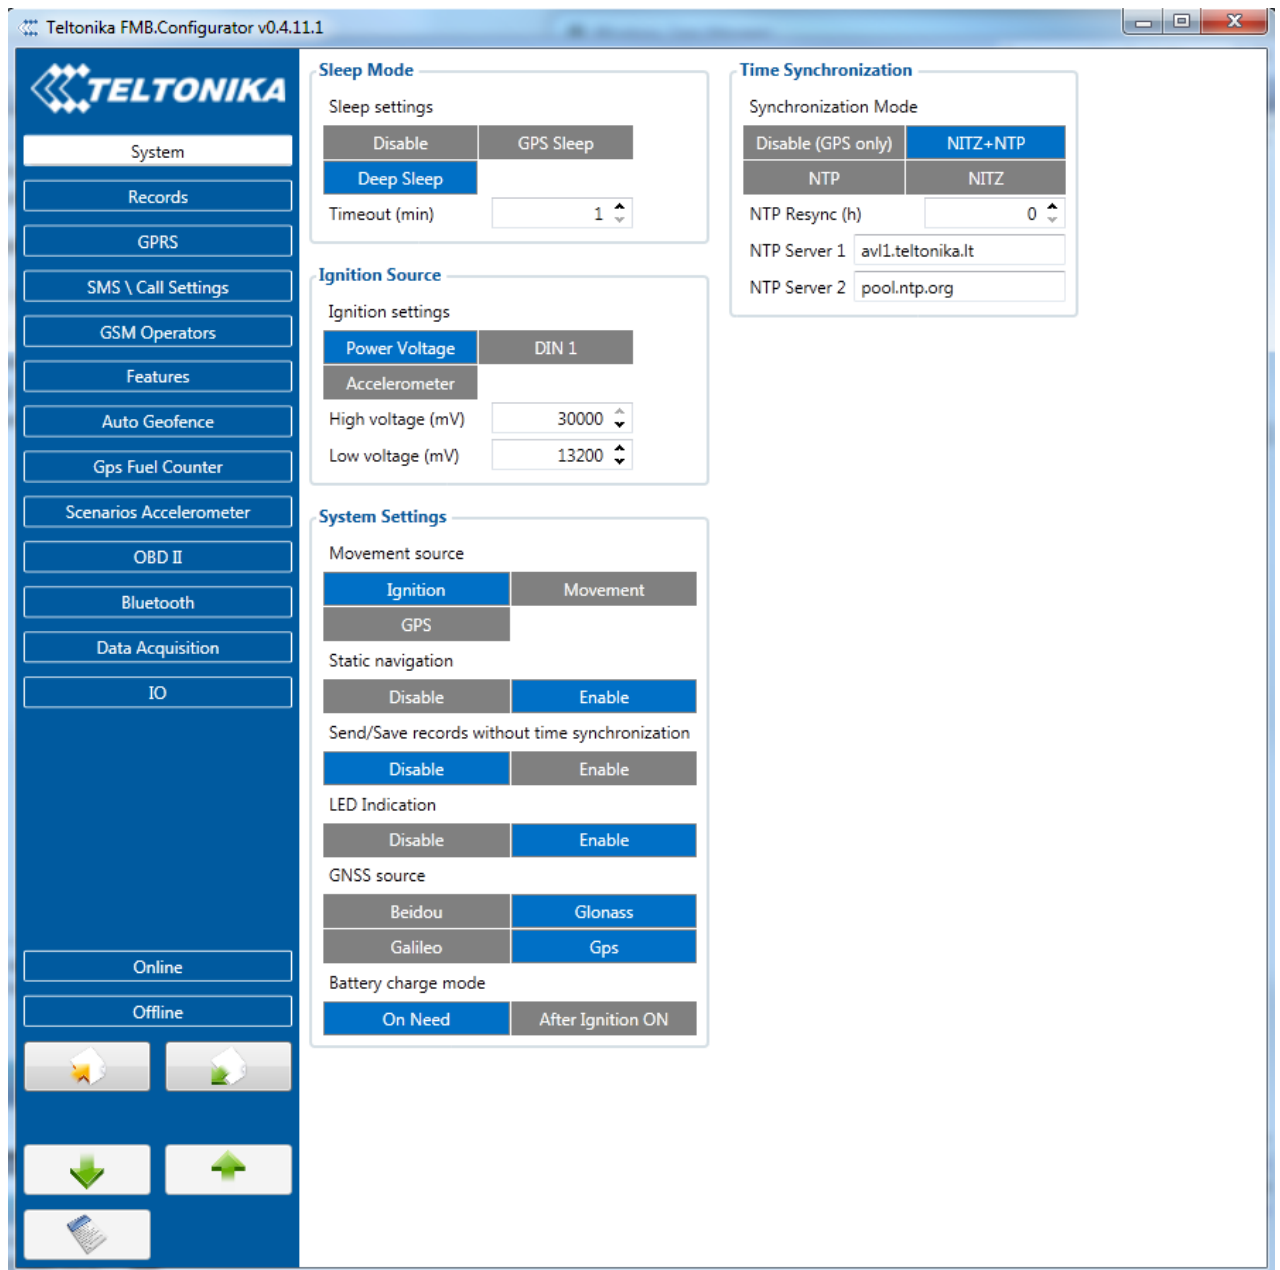 Teltonika FMB.Configurator v0.4.11.1
TELTONIKA
System
Records
GPRS
SMS \ Call Settings
GSM Operators
Features
Auto Geofence
Gps Fuel Counter
Scenarios Accelerometer
OBD II
Bluetooth
Data Acquisition
IO
Online
Offline
Sleep Mode
Sleep settings
Disable GPS Sleep
Deep Sleep
Timeout (min) 1
Ignition Source
Ignition settings
Power Voltage DIN 1
Accelerometer
High voltage (mV) 30000
Low voltage (mV) 13200
System Settings
Movement source
Ignition Movement
GPS
Static navigation
Disable Enable
Send/Save records without time synchronization
Disable Enable
LED Indication
Disable Enable
GNSS source
Beidou Glonass
Galileo Gps
Battery charge mode
On Need After Ignition ON
Time Synchronization
Synchronization Mode
Disable (GPS only) NITZ+NTP
NTP NITZ
NTP Resync (h) 0
NTP Server 1 avl1.teltonika.lt
NTP Server 2 pool.ntp.org